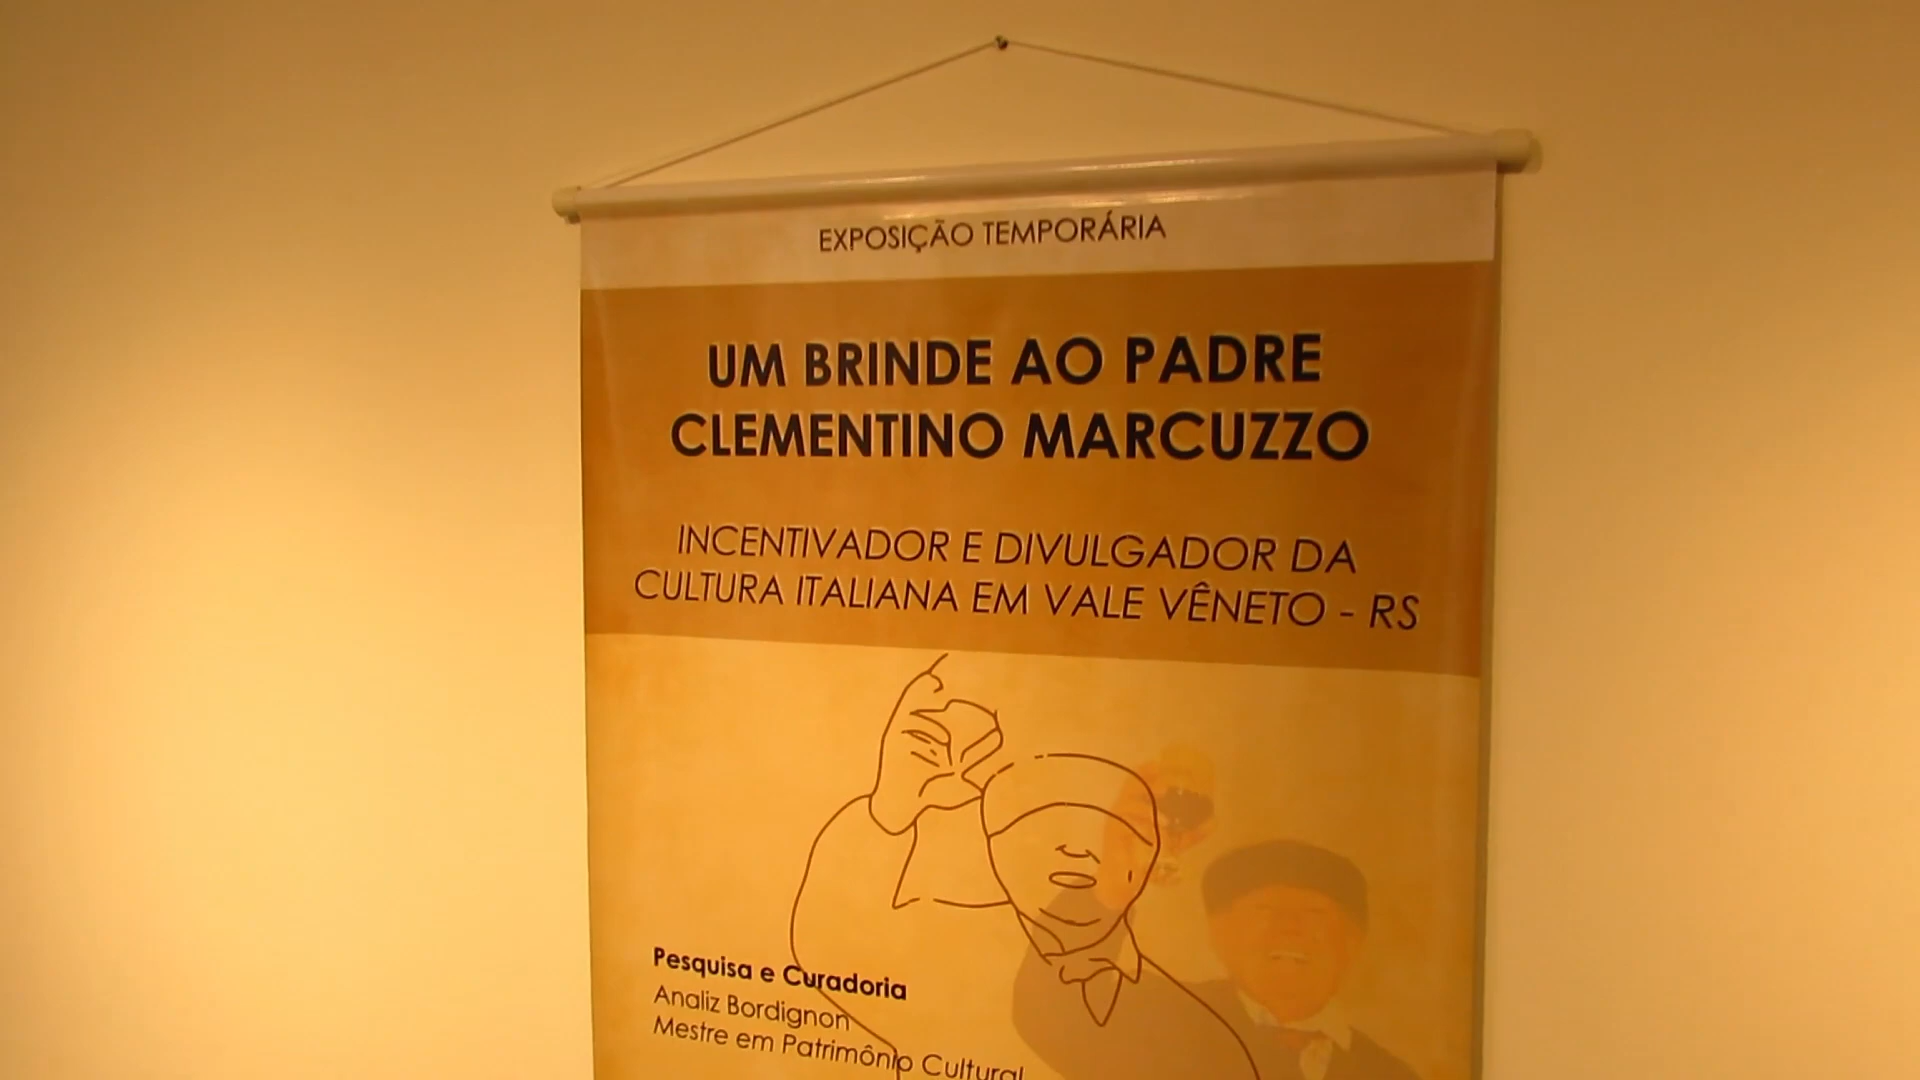 EXPOSIÇÃO TEMPORÁRIA
UM BRINDE AO PADRE
CLEMENTINO MARCUZZO
INCENTIVADOR E DIVULGADOR DA
CULTURA ITALIANA EM VALE VÊNETO - RS
Pesquisa e Curadoria
Analiz Bordignon
Mestre em Patrimônio Cultural